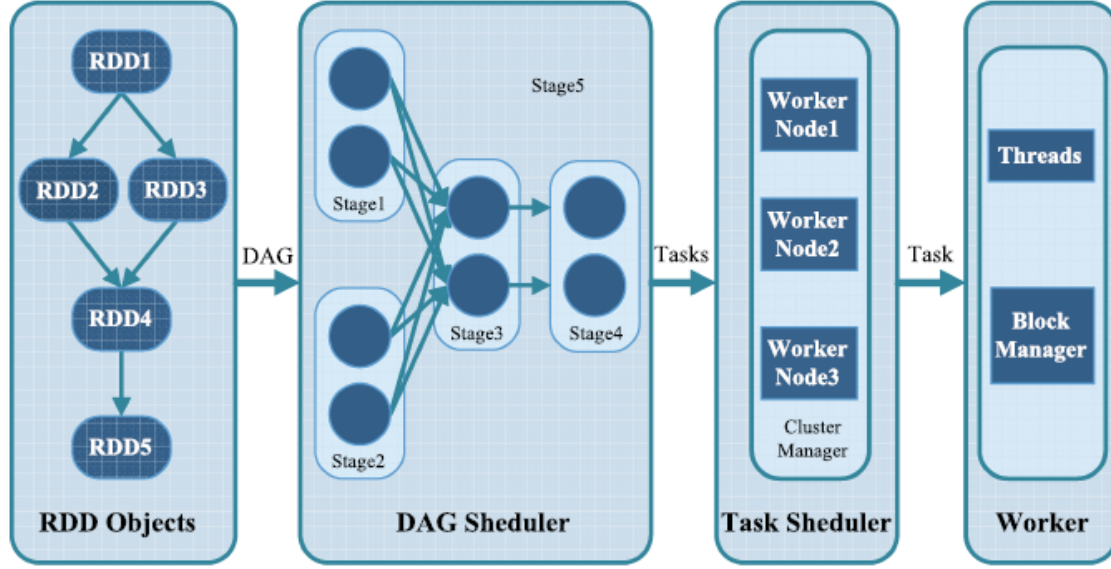 RDD1
RDD2
RDD3
RDD4
RDD5
RDD Objects
DAG
Stage1
Stage2
Stage3
Stage4
Stage5
DAG Sheduler
Tasks
Worker
Node1
Worker
Node2
Worker
Node3
Cluster
Manager
Task Sheduler
Task
Threads
Block
Manager
Worker